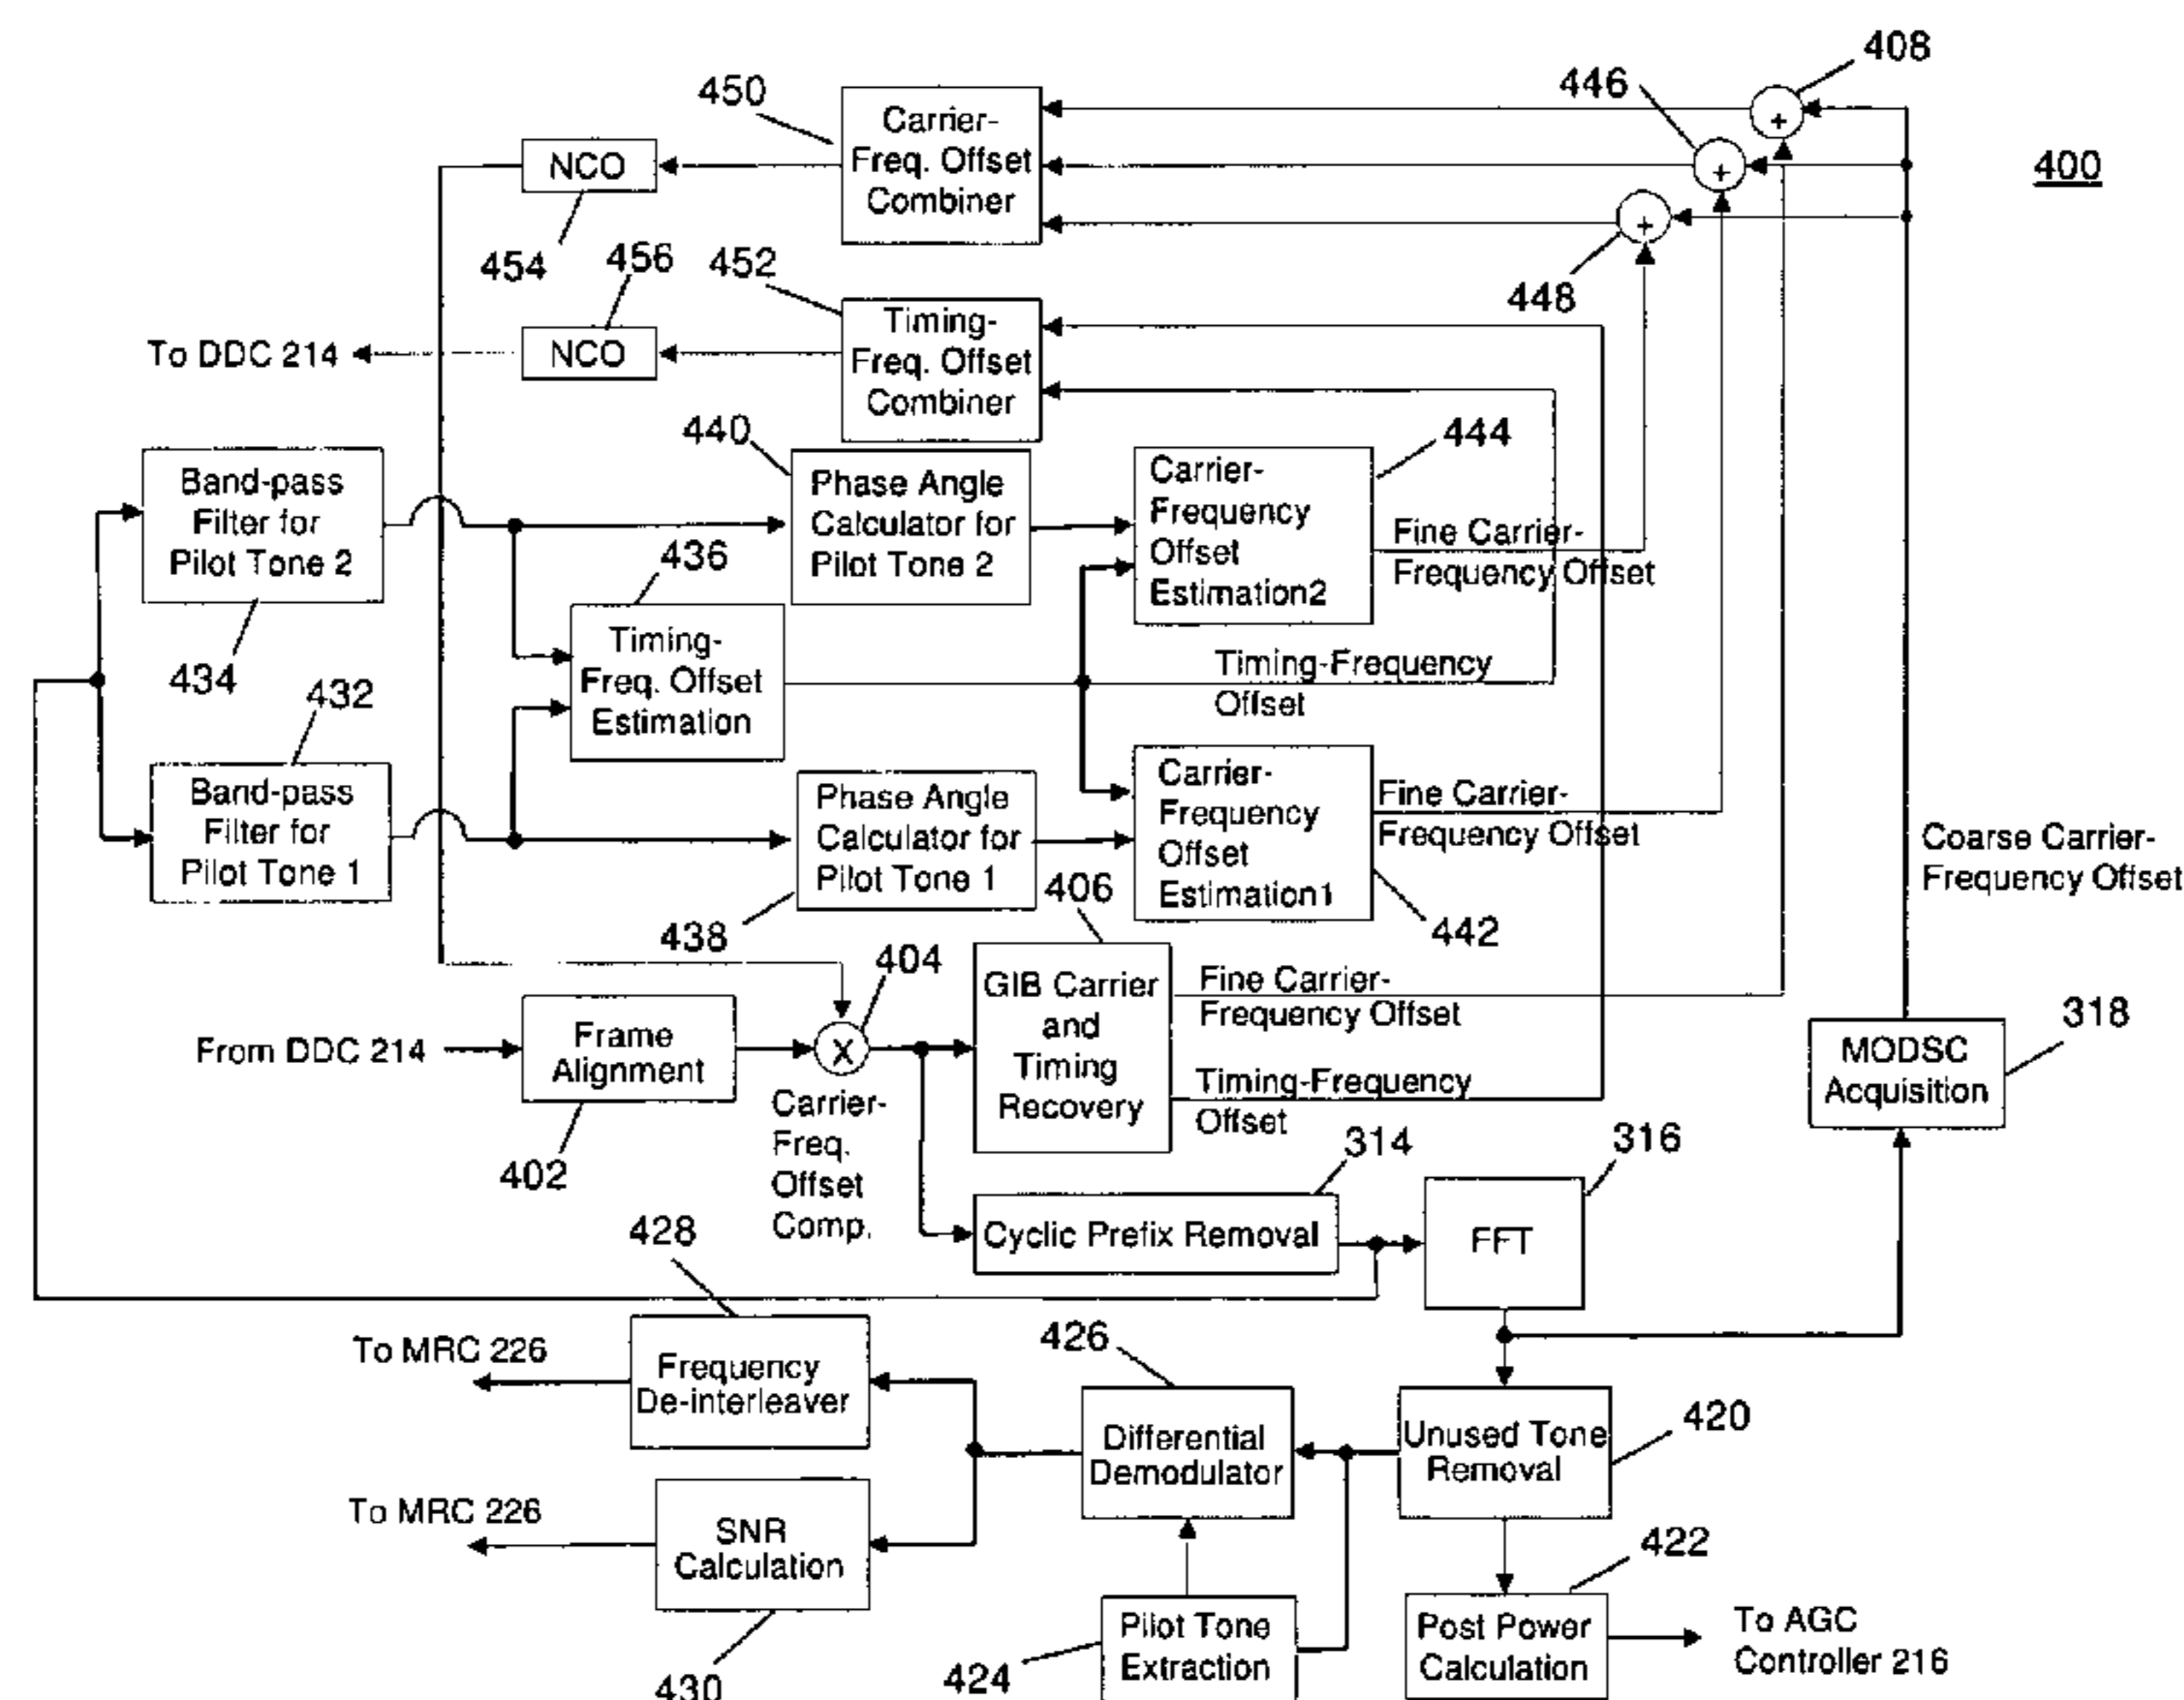 408
446
450
Carrier-
Freq. Offset
Combiner
+
+
+
400
NCO
454
456
452
448
Timing-
Freq. Offset
Combiner
To DDC 214
NCO
440
444
Band-pass
Filter for
Pilot Tone 2
Phase Angle
Calculator for
Pilot Tone 2
Carrier-
Frequency
Offset
Estimation2
Fine Carrier-
Frequency Offset
436
434
432
Timing-
Freq. Offset
Estimation
Timing-Frequency
Offset
Band-pass
Filter for
Pilot Tone 1
Phase Angle
Calculator for
Pilot Tone 1
Carrier-
Frequency
Offset
Estimation1
Fine Carrier-
Frequency Offset
Coarse Carrier-
Frequency Offset
438
406
442
404
From DDC 214
Frame
Alignment
X
GIB Carrier
and
Timing
Recovery
Fine Carrier-
Frequency Offset
Timing-Frequency
Offset
MODSC
Acquisition
318
402
Carrier-
Freq.
Offset
Comp.
314
316
Cyclic Prefix Removal
FFT
428
To MRC 226
Frequency
De-interleaver
426
Differential
Demodulator
Unused Tone
Removal
420
To MRC 226
SNR
Calculation
422
430
424
Pilot Tone
Extraction
Post Power
Calculation
To AGC
Controller 216